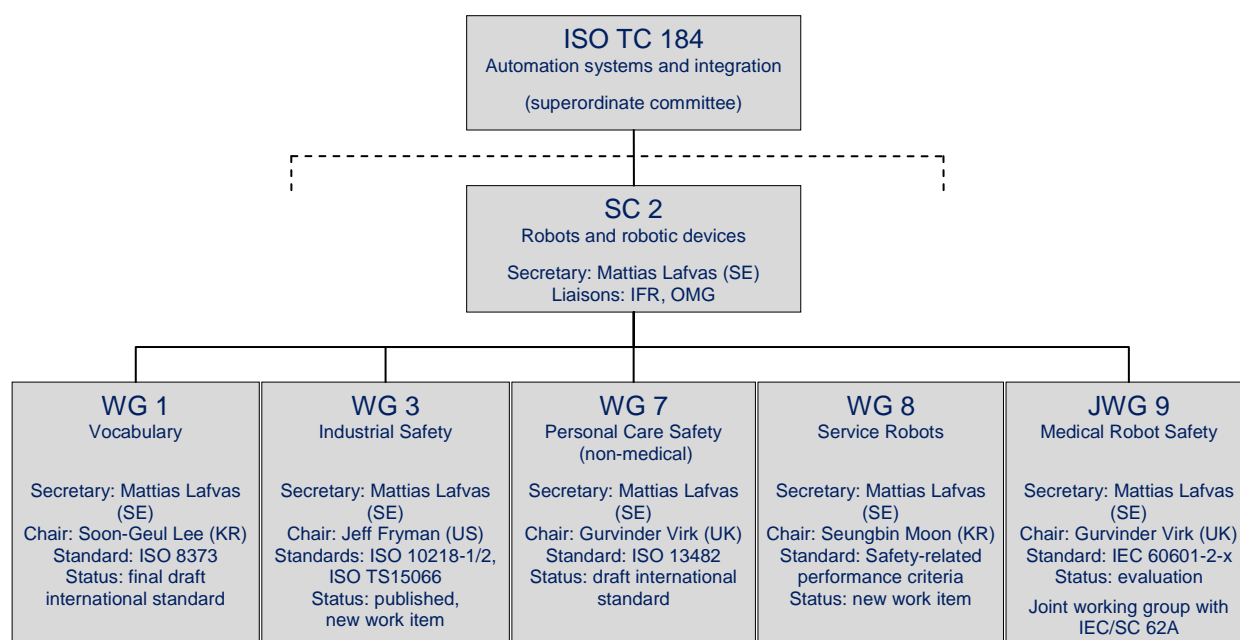 ISO TC 184
Automation systems and integration
(superordinate committee)
SC 2
Robots and robotic devices
Secretary: Mattias Lafvas (SE)
Liaisons: IFR, OMG
WG 1
Vocabulary
Secretary: Mattias Lafvas
(SE)
Chair: Soon-Geul Lee (KR)
Standard: ISO 8373
Status: final draft
international standard
WG 3
Industrial Safety
Secretary: Mattias Lafvas
(SE)
Chair: Jeff Fryman (US)
Standards: ISO 10218-1/2,
ISO TS15066
Status: published,
new work item
WG 7
Personal Care Safety
(non-medical)
Secretary: Mattias Lafvas
(SE)
Chair: Gurvinder Virk (UK)
Standard: ISO 13482
Status: draft international
standard
WG 8
Service Robots
Secretary: Mattias Lafvas
(SE)
Chair: Seungbin Moon (KR)
Standard: Safety-related
performance criteria
Status: new work item
JWG 9
Medical Robot Safety
Secretary: Mattias Lafvas
(SE)
Chair: Gurvinder Virk (UK)
Standard: IEC 60601-2-x
Status: evaluation
Joint working group with
IEC/SC 62A